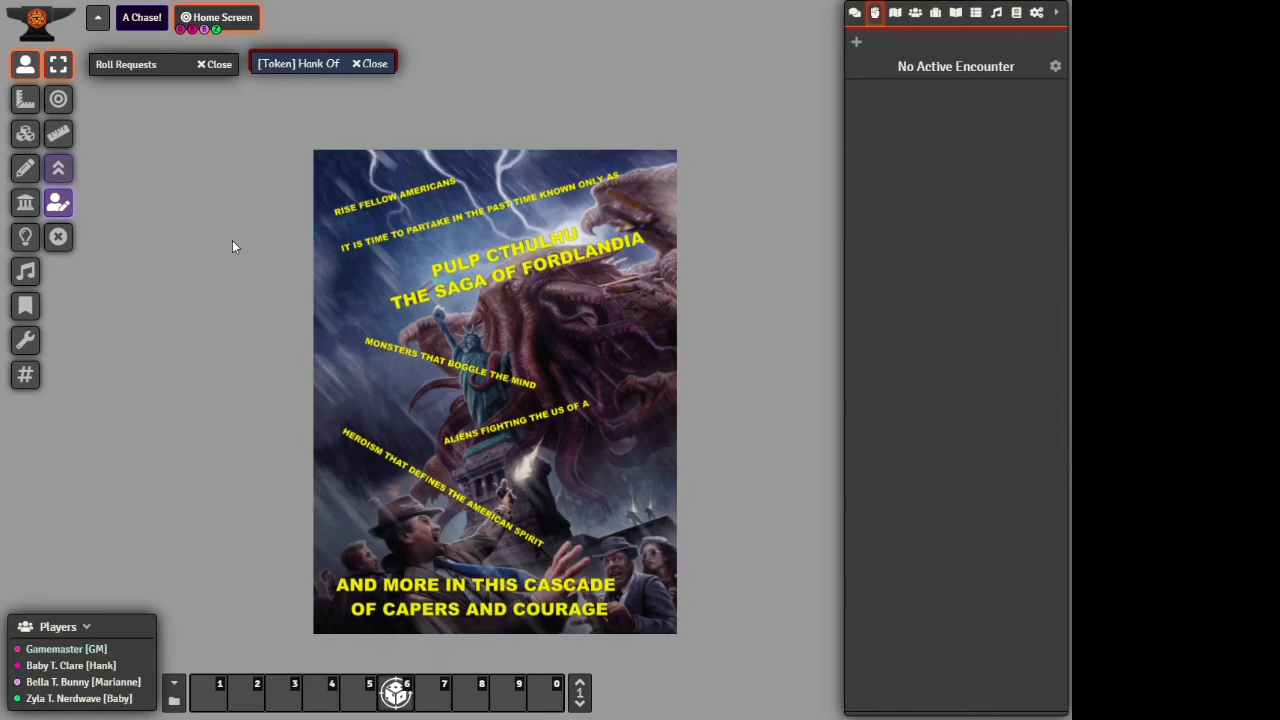 A Chase!
Home Screen
G B B Z
Roll Requests
Close
[Token] Hank Of
Close
No Active Encounter
RISE FELLOW AMERICANS
IT IS TIME TO PARTAKE IN THE PAST TIME KNOWN ONLY AS
PULP CTHULHU
THE SAGA OF FORDLANDIA
MONSTERS THAT BOGGLE THE MIND
ALIENS FIGHTING THE US OF A
HEROISM THAT DEFINES THE AMERICAN SPIRIT
AND MORE IN THIS CASCADE
OF CAPERS AND COURAGE
Players
Gamemaster [GM]
Baby T. Clare [Hank]
Bella T. Bunny [Marianne]
Zyla T. Nerdwave [Baby]
1 2 3 4 5 6 7 8 9 0
1